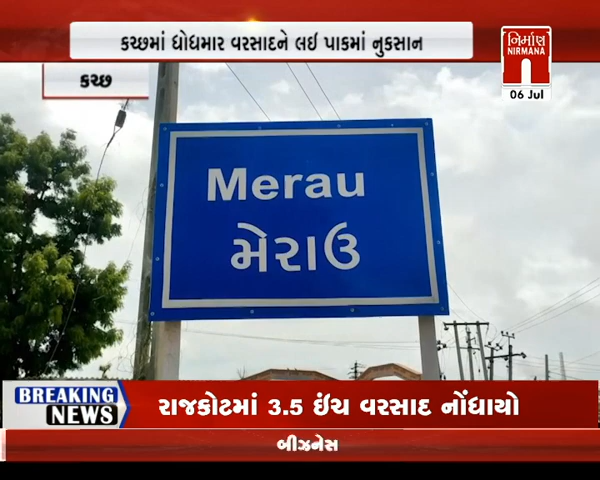 કચ્છમાં ધોધમાર વરસાદને લઇ પાકમાં નુકસાન
નિર્માણ
NIRMANA
કચ્છ
06 Jul
Merau
મેરાઉ
BREAKING NEWS
રાજકોટમાં 3.5 ઇંચ વરસાદ નોંધાયો
બીઝનેસ